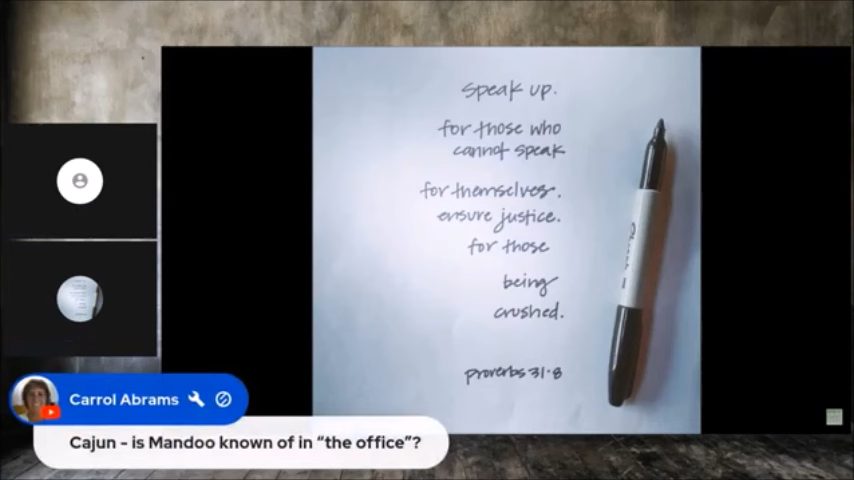 speak up.
for those who
cannot speak
for themselves.
ensure justice.
for those
being
crushed.
proverbs 31:8
Carrol Abrams
Cajun - is Mandoo known of in “the office”?